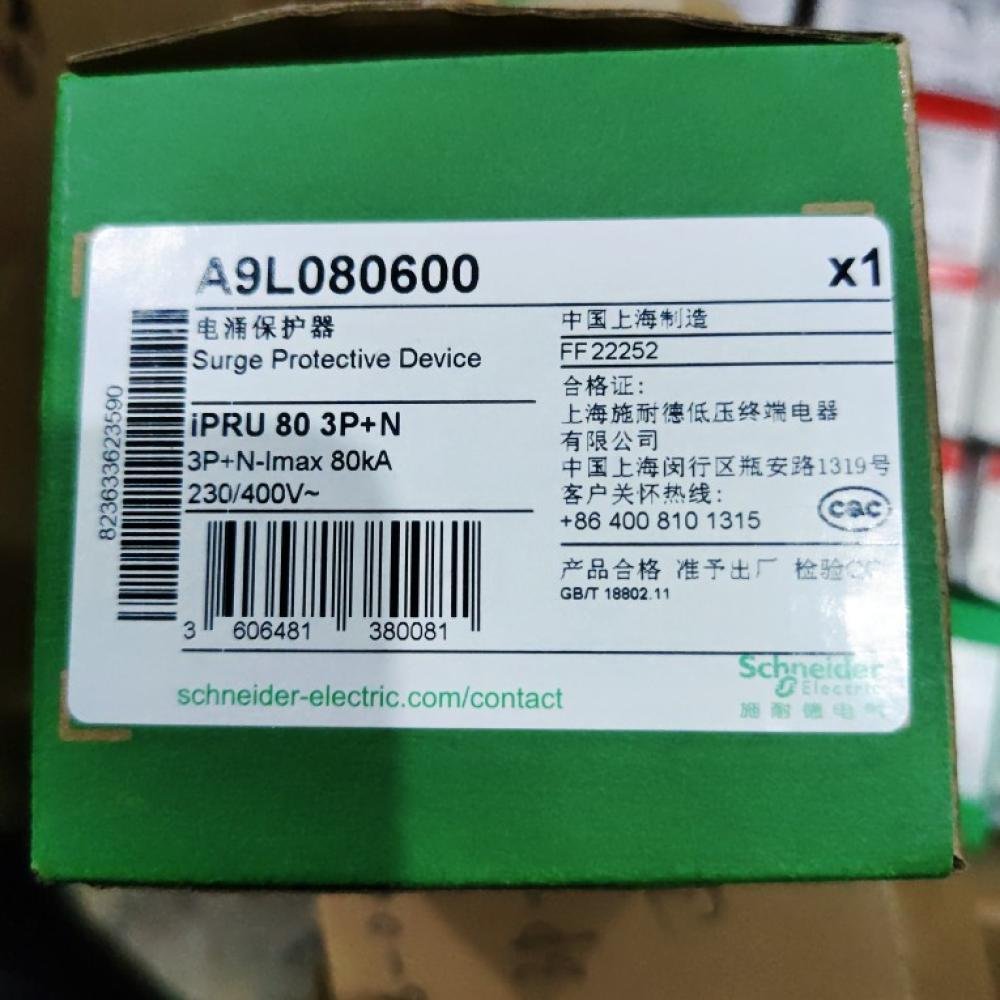 A9L080600
x1
电涌保护器
Surge Protective Device
iPRU 80 3P+N
3P+N-Imax 80kA
230/400V~
823633623590
3 606481 380081
中国上海制造
FF 22252
合格证:
上海施耐德低压终端电器
有限公司
中国上海闵行区瓶安路1319号
客户关怀热线:
+86 400 810 1315
cqc
产品合格 准予出厂 检验
GB/T 18802.11
schneider-electric.com/contact
Schneider
Electric
施耐德电气